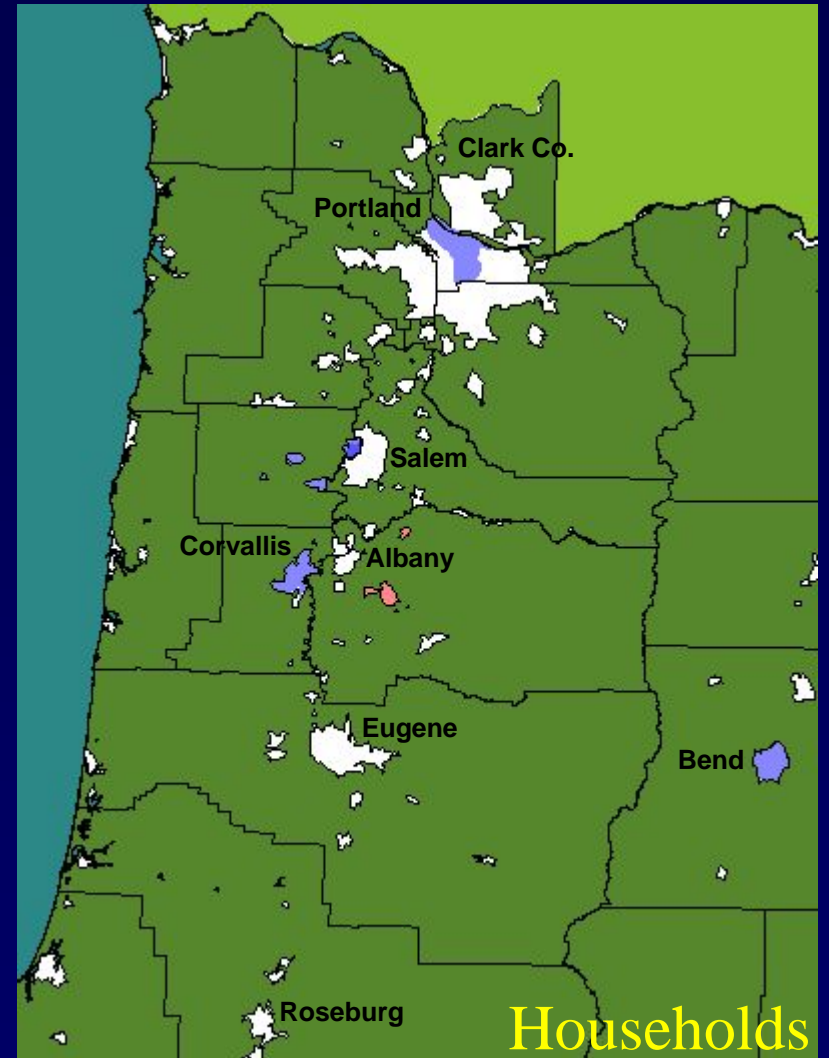 Clark Co.
Portland
Salem
Corvallis
Albany
Eugene
Bend
Roseburg
Households